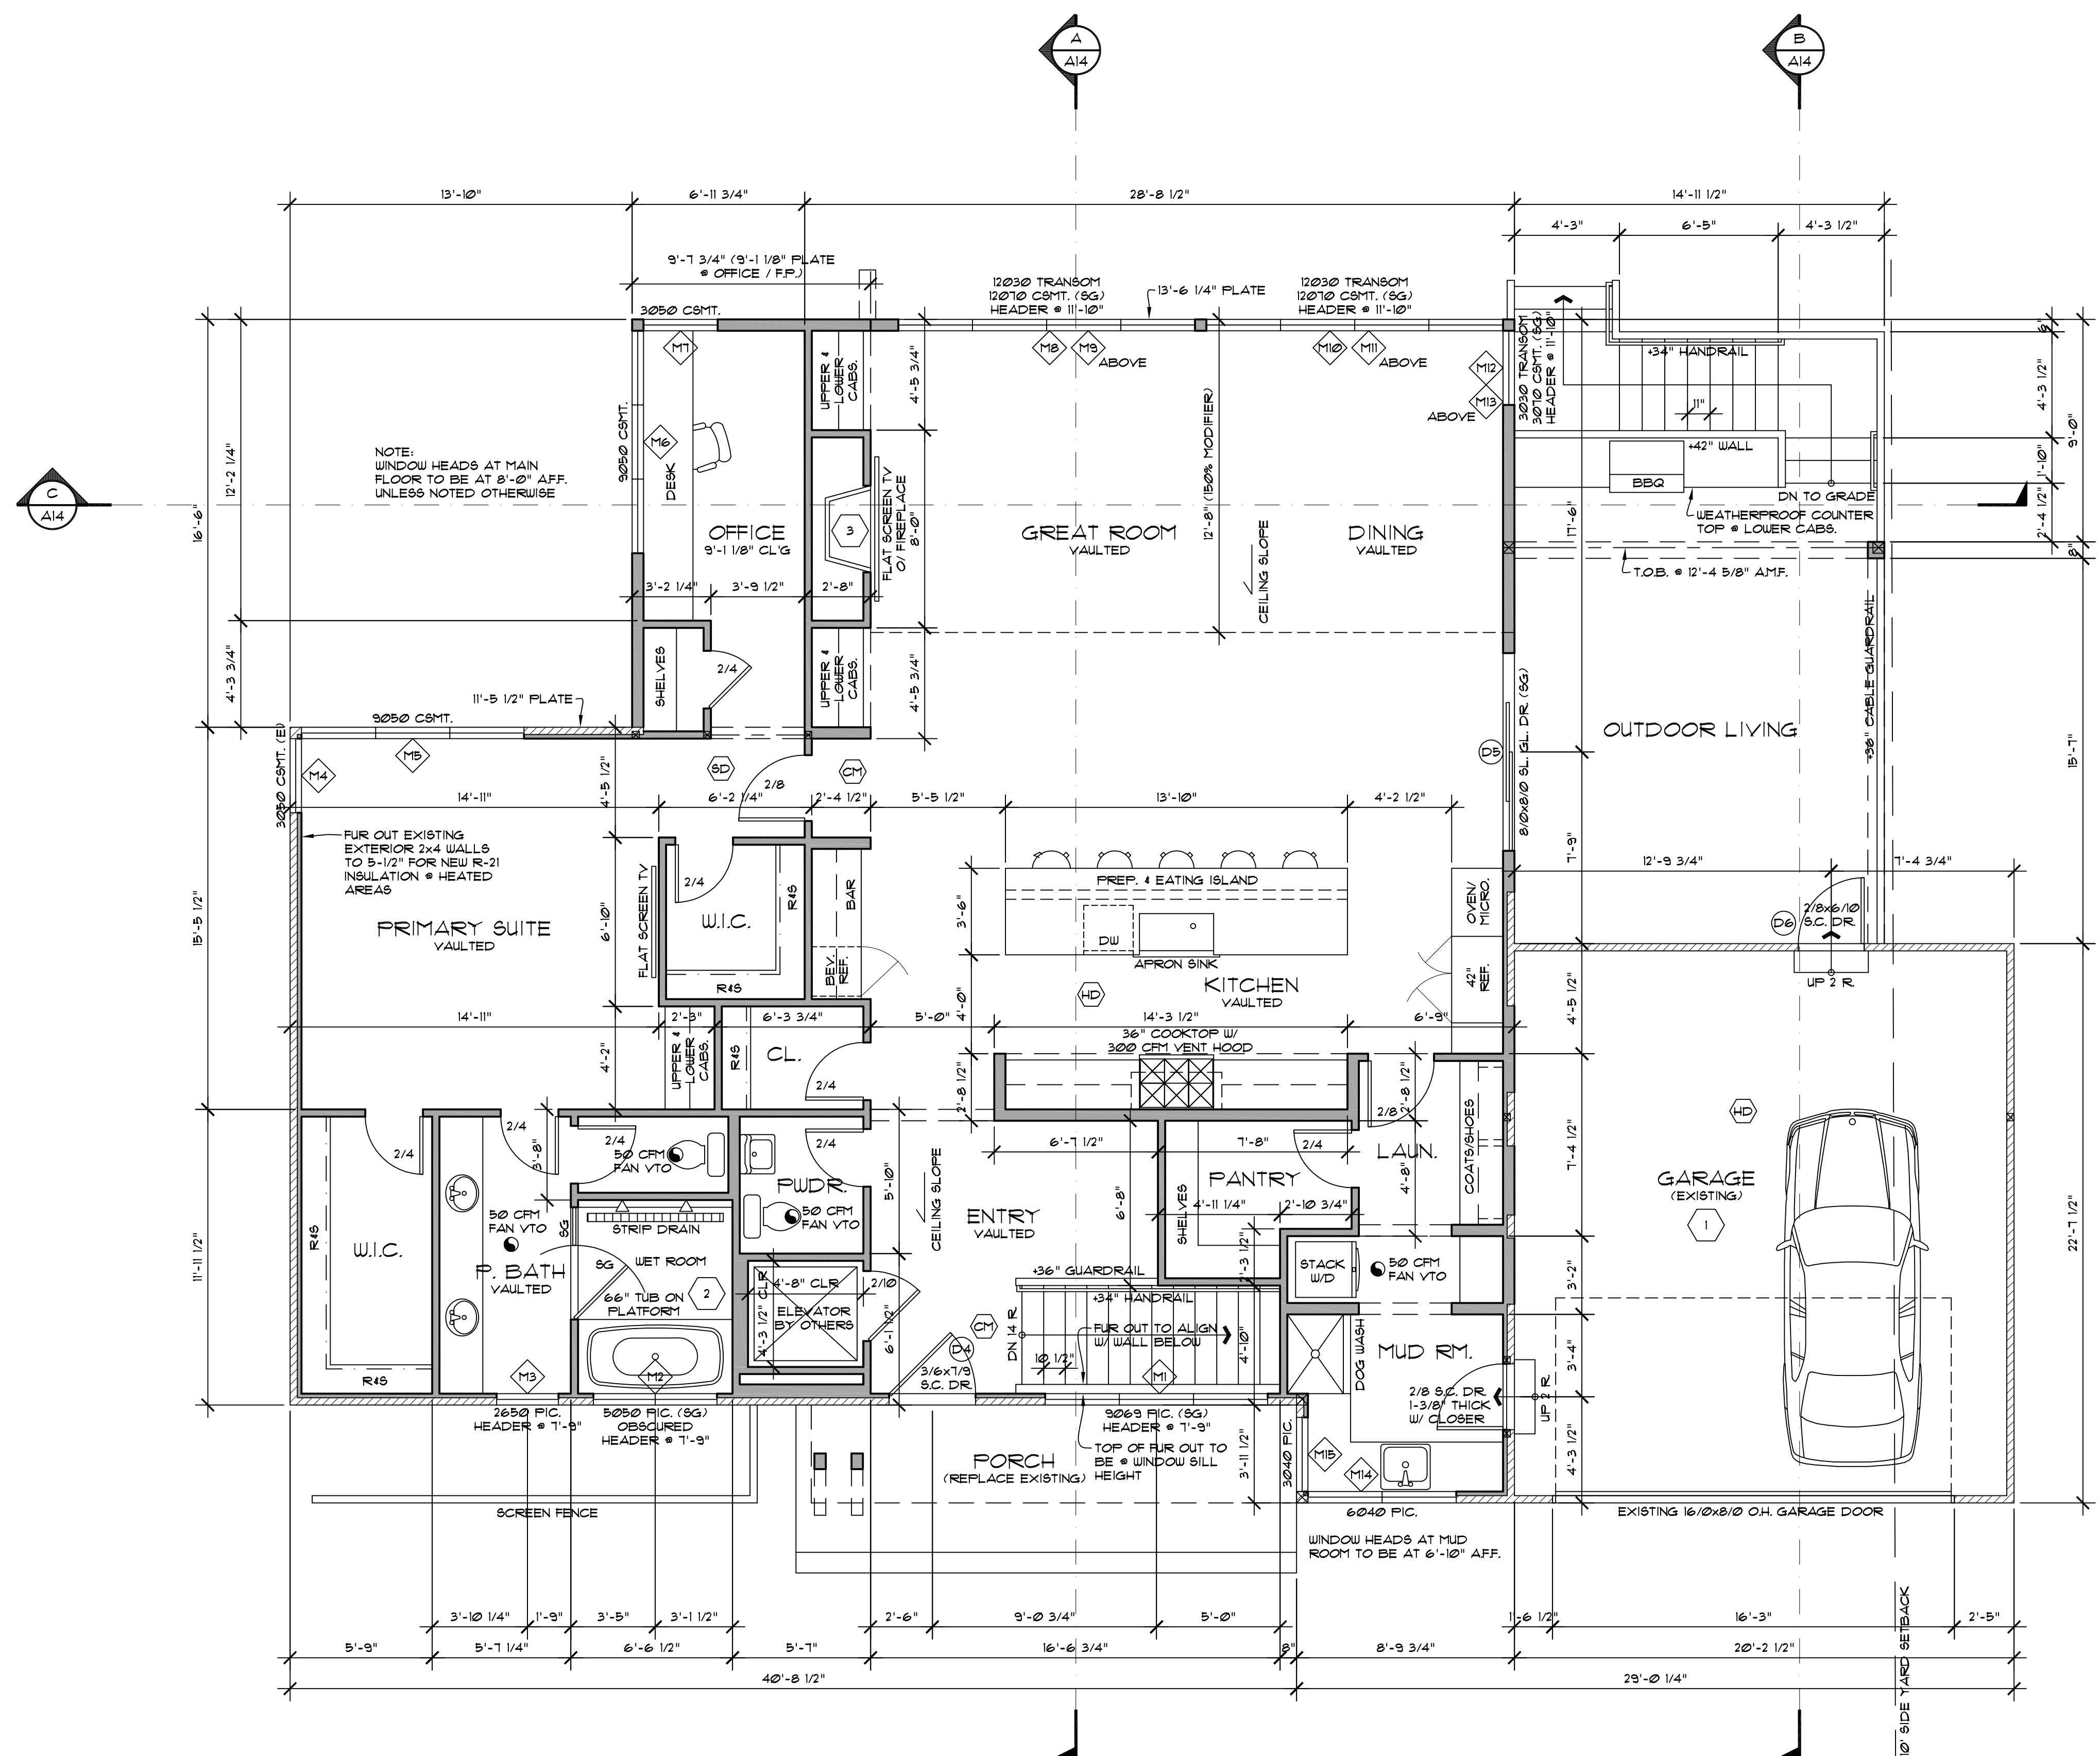 A
A14
B
A14
13'-10"
6'-11 3/4"
28'-8 1/2"
14'-11 1/2"
4'-3"
6'-5"
4'-3 1/2"
9'-7 3/4" (9'-1 1/8" PLATE
@ OFFICE / F.P.)
12030 TRANSOM
12070 CSMT. (SG)
HEADER @ 11'-10"
13'-6 1/4" PLATE
12030 TRANSOM
12070 CSMT. (SG)
HEADER @ 11'-10"
3050 CSMT.
M7
M8
M9
ABOVE
M10
M11
ABOVE
M12
M13
ABOVE
3030 TRANSOM
3070 CSMT. (SG)
HEADER @ 11'-10"
+34" HANDRAIL
11"
+42" WALL
BBQ
DN TO GRADE
WEATHERPROOF COUNTER
TOP @ LOWER CABS.
T.O.B. @ 12'-4 5/8" A.M.F.
6"
4'-3 1/2"
9'-0"
1'-10"
2'-4 1/2"
8"
15'-7"
22'-7 1/2"
C
A14
16'-6"
12'-2 1/4"
4'-3 3/4"
NOTE:
WINDOW HEADS AT MAIN
FLOOR TO BE AT 8'-0" A.F.F.
UNLESS NOTED OTHERWISE
9050 CSMT.
M6
DESK
OFFICE
9'-1 1/8" CL'G
UPPER &
LOWER
CABS.
4'-5 3/4"
3
FLAT SCREEN TV
O/ FIREPLACE
8'-0"
GREAT ROOM
VAULTED
12'-8" (150% MODIFIER)
CEILING SLOPE
DINING
VAULTED
17'-6"
3'-2 1/4"
3'-9 1/2"
2'-8"
SHELVES
2/4
UPPER &
LOWER
CABS.
4'-5 3/4"
+36" CABLE GUARDRAIL
OUTDOOR LIVING
8/0x8/0 SL. GL. DR. (SG)
D5
11'-5 1/2" PLATE
9050 CSMT.
M5
M4
3050 CSMT. (E)
SD
CM
2/8
4'-5 1/2"
14'-11"
6'-2 1/4"
2'-4 1/2"
5'-5 1/2"
13'-10"
4'-2 1/2"
7'-9"
12'-9 3/4"
7'-4 3/4"
FUR OUT EXISTING
EXTERIOR 2x4 WALLS
TO 5-1/2" FOR NEW R-21
INSULATION @ HEATED
AREAS
15'-5 1/2"
PRIMARY SUITE
VAULTED
6'-10"
FLAT SCREEN TV
2/4
W.I.C.
R&S
R&S
BAR
BEV.
REF.
3'-6"
PREP. & EATING ISLAND
DW
APRON SINK
OVEN/
MICRO.
42"
REF.
HD
KITCHEN
VAULTED
D6
2/8x6/10
S.C. DR.
UP 2 R.
14'-11"
2'-3"
6'-3 3/4"
5'-0"
4'-0"
14'-3 1/2"
6'-9"
4'-5 1/2"
36" COOKTOP W/
300 CFM VENT HOOD
4'-2"
UPPER &
LOWER
CABS.
R&S
CL.
2/4
2'-8 1/2"
2'-8 1/2"
2/8
COATS/SHOES
HD
GARAGE
(EXISTING)
1
7'-4 1/2"
2/4
2/4
3'-8"
2/4
50 CFM
FAN VTO
2/4
PWDR.
50 CFM
FAN VTO
5'-10"
CEILING SLOPE
ENTRY
VAULTED
6'-7 1/2"
7'-8"
2/4
LAUN.
4'-8"
PANTRY
6'-8"
SHELVES
4'-11 1/4"
2'-10 3/4"
2'-3 1/2"
11'-11 1/2"
R&S
W.I.C.
R&S
50 CFM
FAN VTO
P. BATH
VAULTED
SG
STRIP DRAIN
SG
WET ROOM
2
66" TUB ON
PLATFORM
4'-3 1/2" CLR
4'-8" CLR
ELEVATOR
BY OTHERS
2/10
6'-1 1/2"
CM
D4
3/6x7/9
S.C. DR.
+36" GUARDRAIL
+34" HANDRAIL
DN 14 R
FUR OUT TO ALIGN
W/ WALL BELOW
10 1/2"
4'-10"
M1
STACK
W/D
50 CFM
FAN VTO
3'-2"
DOG WASH
MUD RM.
3'-4"
2/8 S.C. DR.
1-3/8" THICK
W/ CLOSER
UP 2 R
M3
M2
2650 PIC.
HEADER @ 7'-9"
5050 PIC. (SG)
OBSCURED
HEADER @ 7'-9"
9069 PIC. (SG)
HEADER @ 7'-9"
TOP OF FUR OUT TO
BE @ WINDOW SILL
HEIGHT
PORCH
(REPLACE EXISTING)
3'-11 1/2"
3040 PIC.
M15
M14
4'-3 1/2"
SCREEN FENCE
6040 PIC.
EXISTING 16/0x8/0 O.H. GARAGE DOOR
WINDOW HEADS AT MUD
ROOM TO BE AT 6'-10" A.F.F.
3'-10 1/4"
1'-9"
3'-5"
3'-1 1/2"
2'-6"
9'-0 3/4"
5'-0"
1'-6 1/2"
16'-3"
2'-5"
5'-9"
5'-7 1/4"
6'-6 1/2"
5'-7"
16'-6 3/4"
8"
8'-9 3/4"
20'-2 1/2"
40'-8 1/2"
29'-0 1/4"
10' SIDE YARD SETBACK